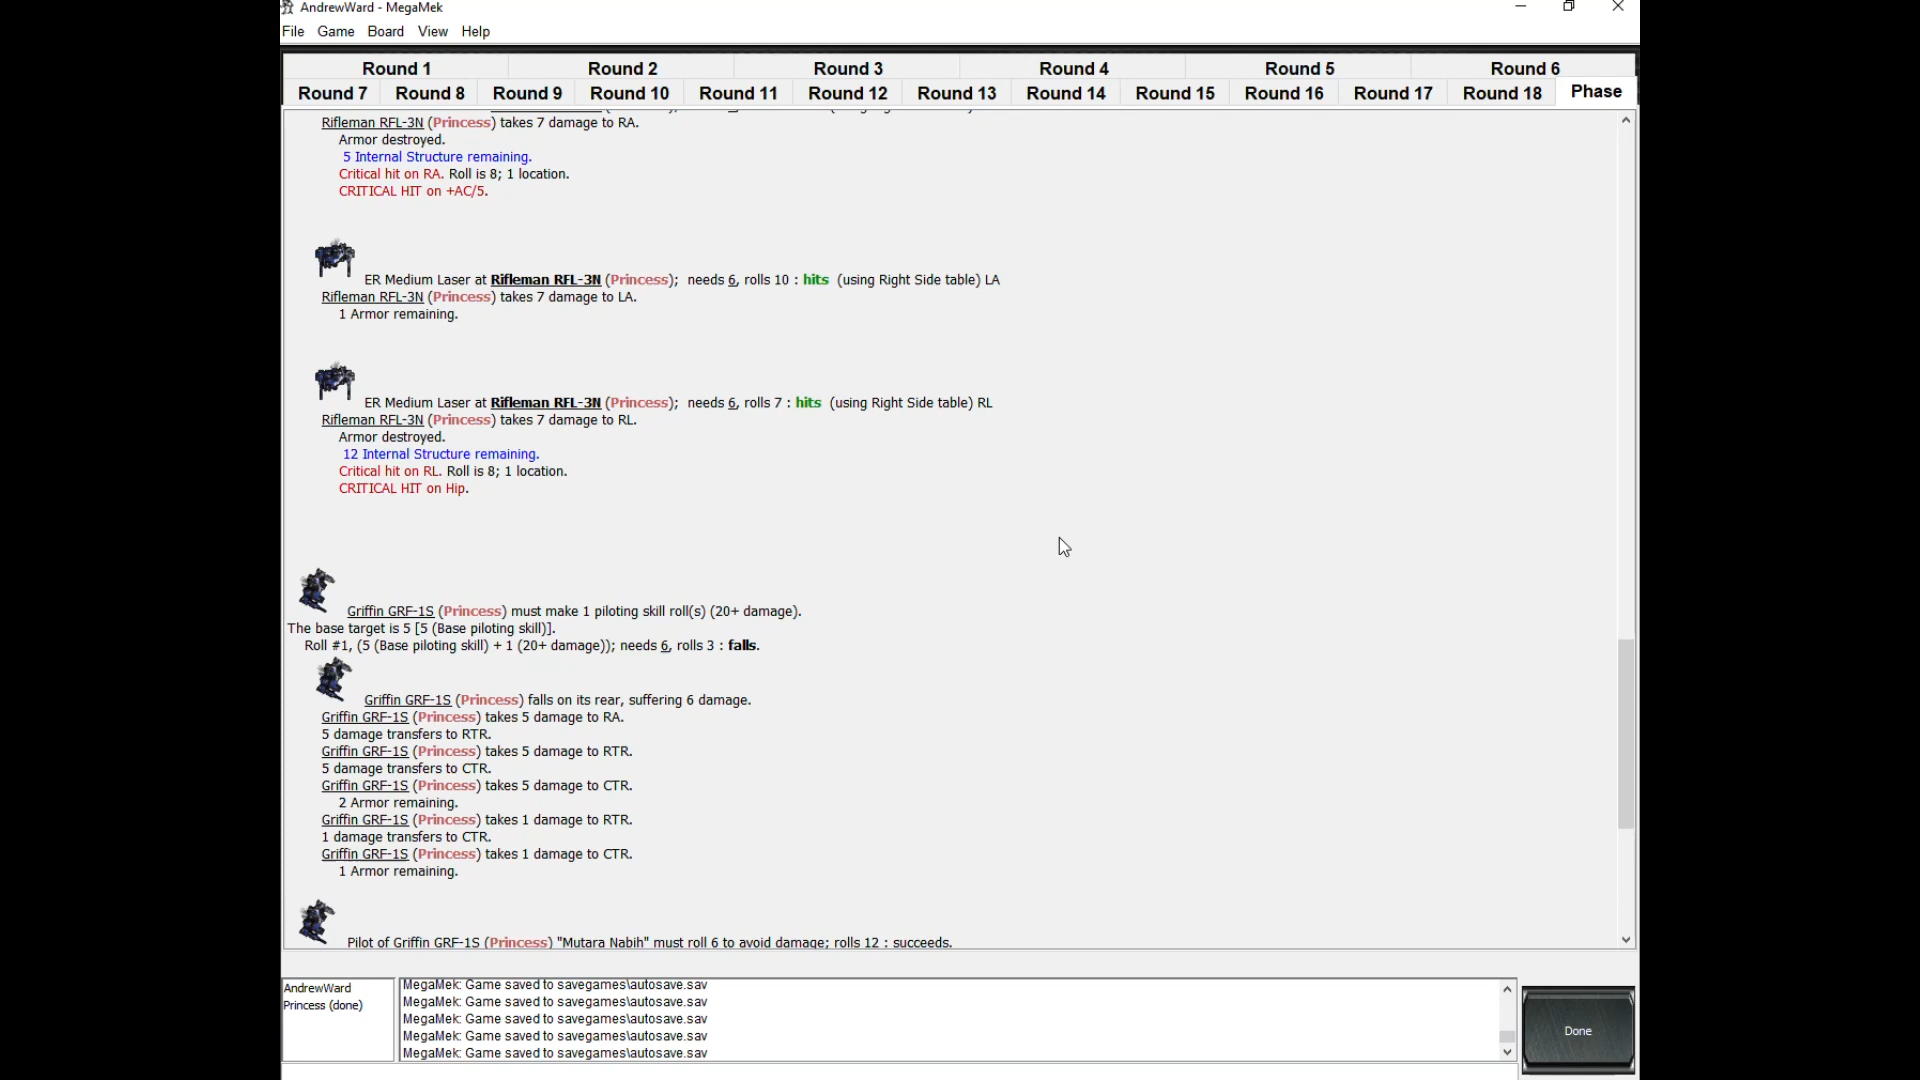 AndrewWard - MegaMek
File Game Board View Help
Round 1 Round 2 Round 3 Round 4 Round 5 Round 6
Round 7 Round 8 Round 9 Round 10 Round 11 Round 12 Round 13 Round 14 Round 15 Round 16 Round 17 Round 18 Phase
Rifleman RFL-3N (Princess) takes 7 damage to RA.
Armor destroyed.
5 Internal Structure remaining.
Critical hit on RA. Roll is 8; 1 location.
CRITICAL HIT on +AC/5.
ER Medium Laser at Rifleman RFL-3N (Princess); needs 6, rolls 10 : hits (using Right Side table) LA
Rifleman RFL-3N (Princess) takes 7 damage to LA.
1 Armor remaining.
ER Medium Laser at Rifleman RFL-3N (Princess); needs 6, rolls 7 : hits (using Right Side table) RL
Rifleman RFL-3N (Princess) takes 7 damage to RL.
Armor destroyed.
12 Internal Structure remaining.
Critical hit on RL. Roll is 8; 1 location.
CRITICAL HIT on Hip.
Griffin GRF-1S (Princess) must make 1 piloting skill roll(s) (20+ damage).
The base target is 5 [5 (Base piloting skill)].
Roll #1, (5 (Base piloting skill) + 1 (20+ damage)); needs 6, rolls 3 : falls.
Griffin GRF-1S (Princess) falls on its rear, suffering 6 damage.
Griffin GRF-1S (Princess) takes 5 damage to RA.
5 damage transfers to RTR.
Griffin GRF-1S (Princess) takes 5 damage to RTR.
5 damage transfers to CTR.
Griffin GRF-1S (Princess) takes 5 damage to CTR.
2 Armor remaining.
Griffin GRF-1S (Princess) takes 1 damage to RTR.
1 damage transfers to CTR.
Griffin GRF-1S (Princess) takes 1 damage to CTR.
1 Armor remaining.
Pilot of Griffin GRF-1S (Princess) "Mutara Nabih" must roll 6 to avoid damage; rolls 12 : succeeds.
AndrewWard
Princess (done)
MegaMek: Game saved to savegames\autosave.sav
MegaMek: Game saved to savegames\autosave.sav
MegaMek: Game saved to savegames\autosave.sav
MegaMek: Game saved to savegames\autosave.sav
MegaMek: Game saved to savegames\autosave.sav
Done